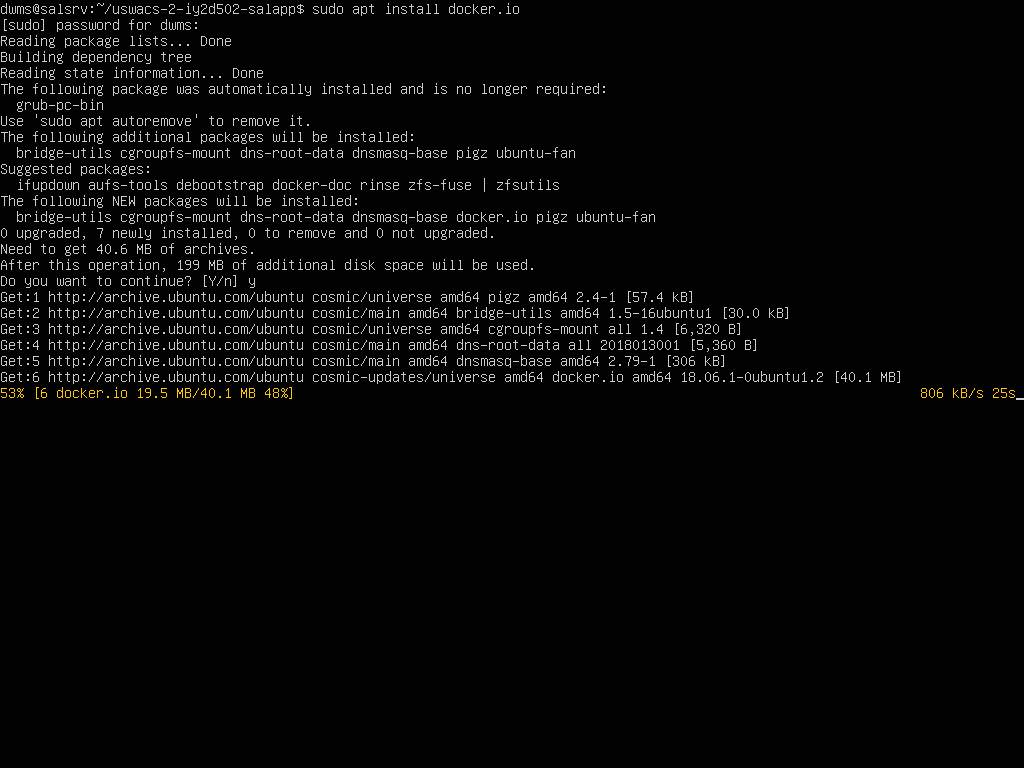 dwms@salsrv:~/uswacs-2-iy2d502-salapp$ sudo apt install docker.io
[sudo] password for dwms:
Reading package lists... Done
Building dependency tree
Reading state information... Done
The following package was automatically installed and is no longer required:
  grub-pc-bin
Use 'sudo apt autoremove' to remove it.
The following additional packages will be installed:
  bridge-utils cgroupfs-mount dns-root-data dnsmasq-base pigz ubuntu-fan
Suggested packages:
  ifupdown aufs-tools debootstrap docker-doc rinse zfs-fuse | zfsutils
The following NEW packages will be installed:
  bridge-utils cgroupfs-mount dns-root-data dnsmasq-base docker.io pigz ubuntu-fan
0 upgraded, 7 newly installed, 0 to remove and 0 not upgraded.
Need to get 40.6 MB of archives.
After this operation, 199 MB of additional disk space will be used.
Do you want to continue? [Y/n] y
Get:1 http://archive.ubuntu.com/ubuntu cosmic/universe amd64 pigz amd64 2.4-1 [57.4 kB]
Get:2 http://archive.ubuntu.com/ubuntu cosmic/main amd64 bridge-utils amd64 1.5-16ubuntu1 [30.0 kB]
Get:3 http://archive.ubuntu.com/ubuntu cosmic/universe amd64 cgroupfs-mount all 1.4 [6,320 B]
Get:4 http://archive.ubuntu.com/ubuntu cosmic/main amd64 dns-root-data all 2018013001 [5,360 B]
Get:5 http://archive.ubuntu.com/ubuntu cosmic/main amd64 dnsmasq-base amd64 2.79-1 [306 kB]
Get:6 http://archive.ubuntu.com/ubuntu cosmic-updates/universe amd64 docker.io amd64 18.06.1-0ubuntu1.2 [40.1 MB]
53% [6 docker.io 19.5 MB/40.1 MB 48%] 806 kB/s 25s